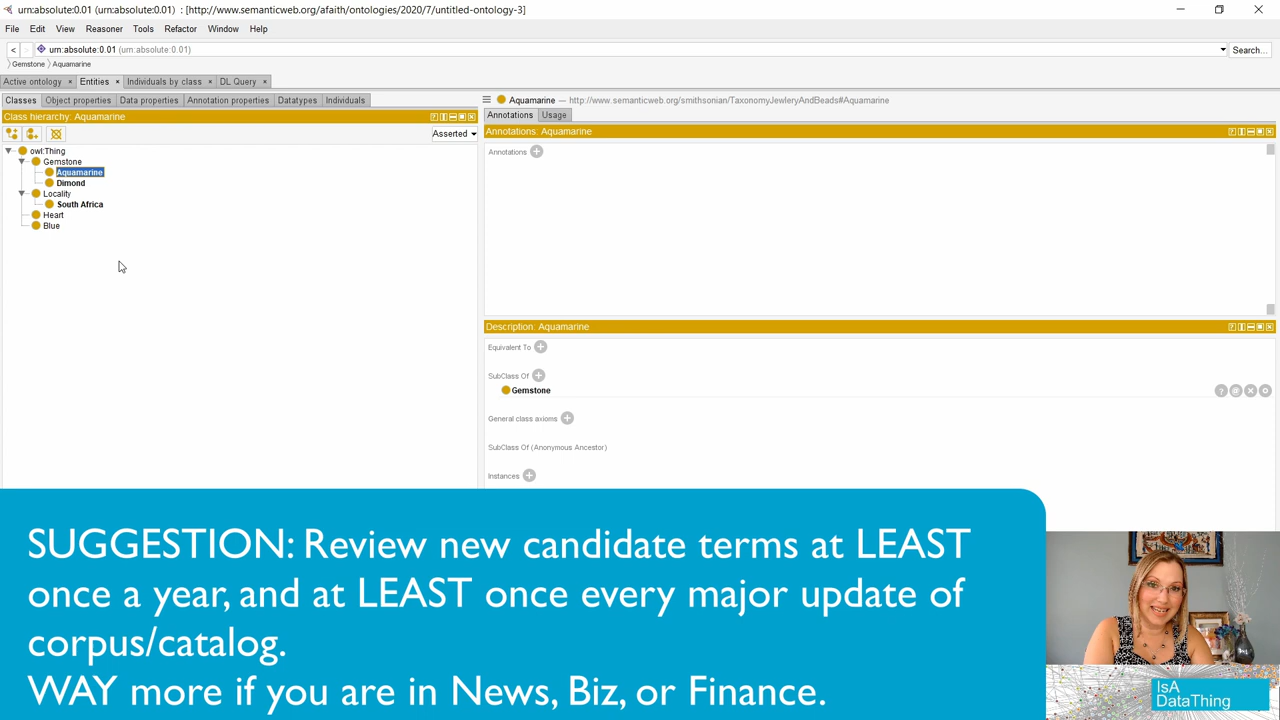 urn:absolute:0.01 (urn:absolute:0.01) : [http://www.semanticweb.org/afaith/ontologies/2020/7/untitled-ontology-3]
File Edit View Reasoner Tools Refactor Window Help
< > urn:absolute:0.01 (urn:absolute:0.01) Search...
Gemstone Aquamarine
Active ontology × Entities × Individuals by class × DL Query ×
Classes Object properties Data properties Annotation properties Datatypes Individuals
Class hierarchy: Aquamarine
Asserted
owl:Thing
Gemstone
Aquamarine
Dimond
Locality
South Africa
Heart
Blue
Aquamarine — http://www.semanticweb.org/smithsonian/TaxonomyJewleryAndBeads#Aquamarine
Annotations Usage
Annotations: Aquamarine
Annotations
Description: Aquamarine
Equivalent To
SubClass Of
Gemstone
General class axioms
SubClass Of (Anonymous Ancestor)
Instances
SUGGESTION: Review new candidate terms at LEAST
once a year, and at LEAST once every major update of
corpus/catalog.
WAY more if you are in News, Biz, or Finance.
IsA
DataThing